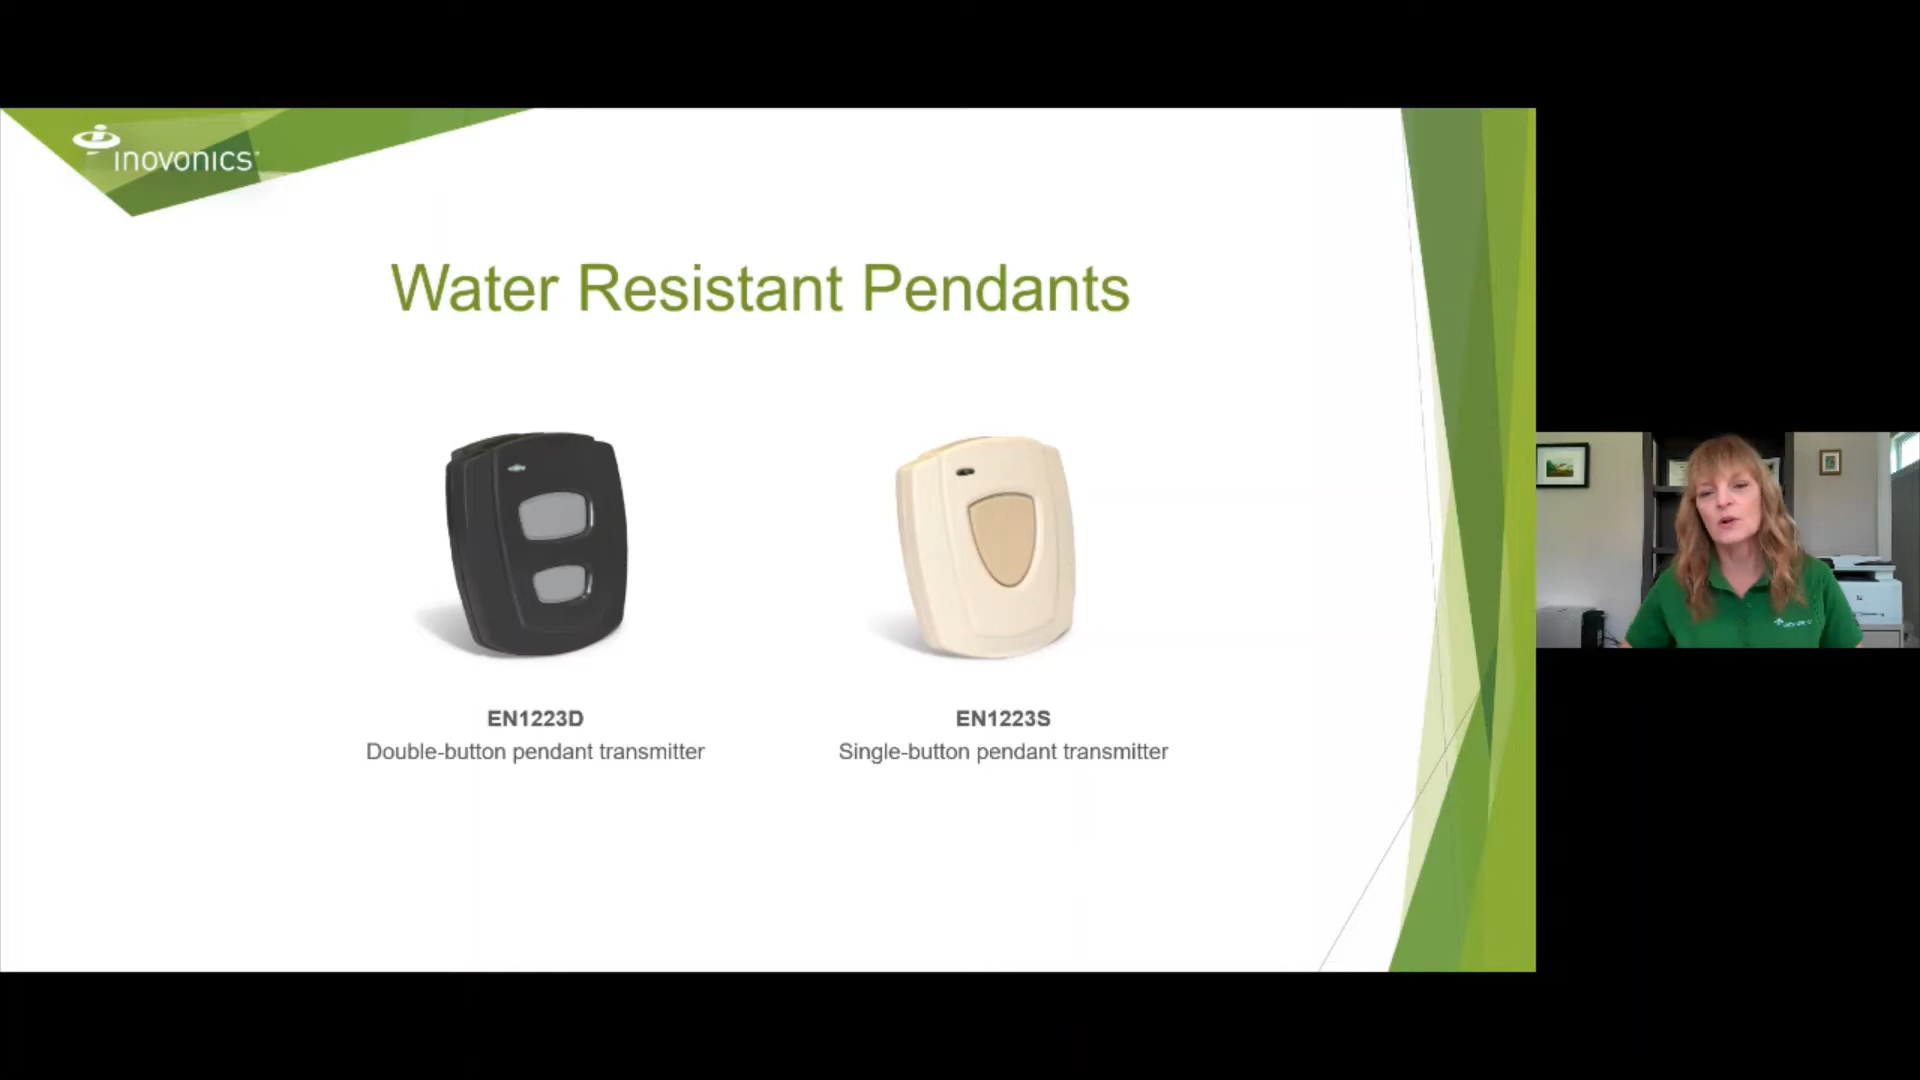 inovonics
Water Resistant Pendants
EN1223D
Double-button pendant transmitter
EN1223S
Single-button pendant transmitter